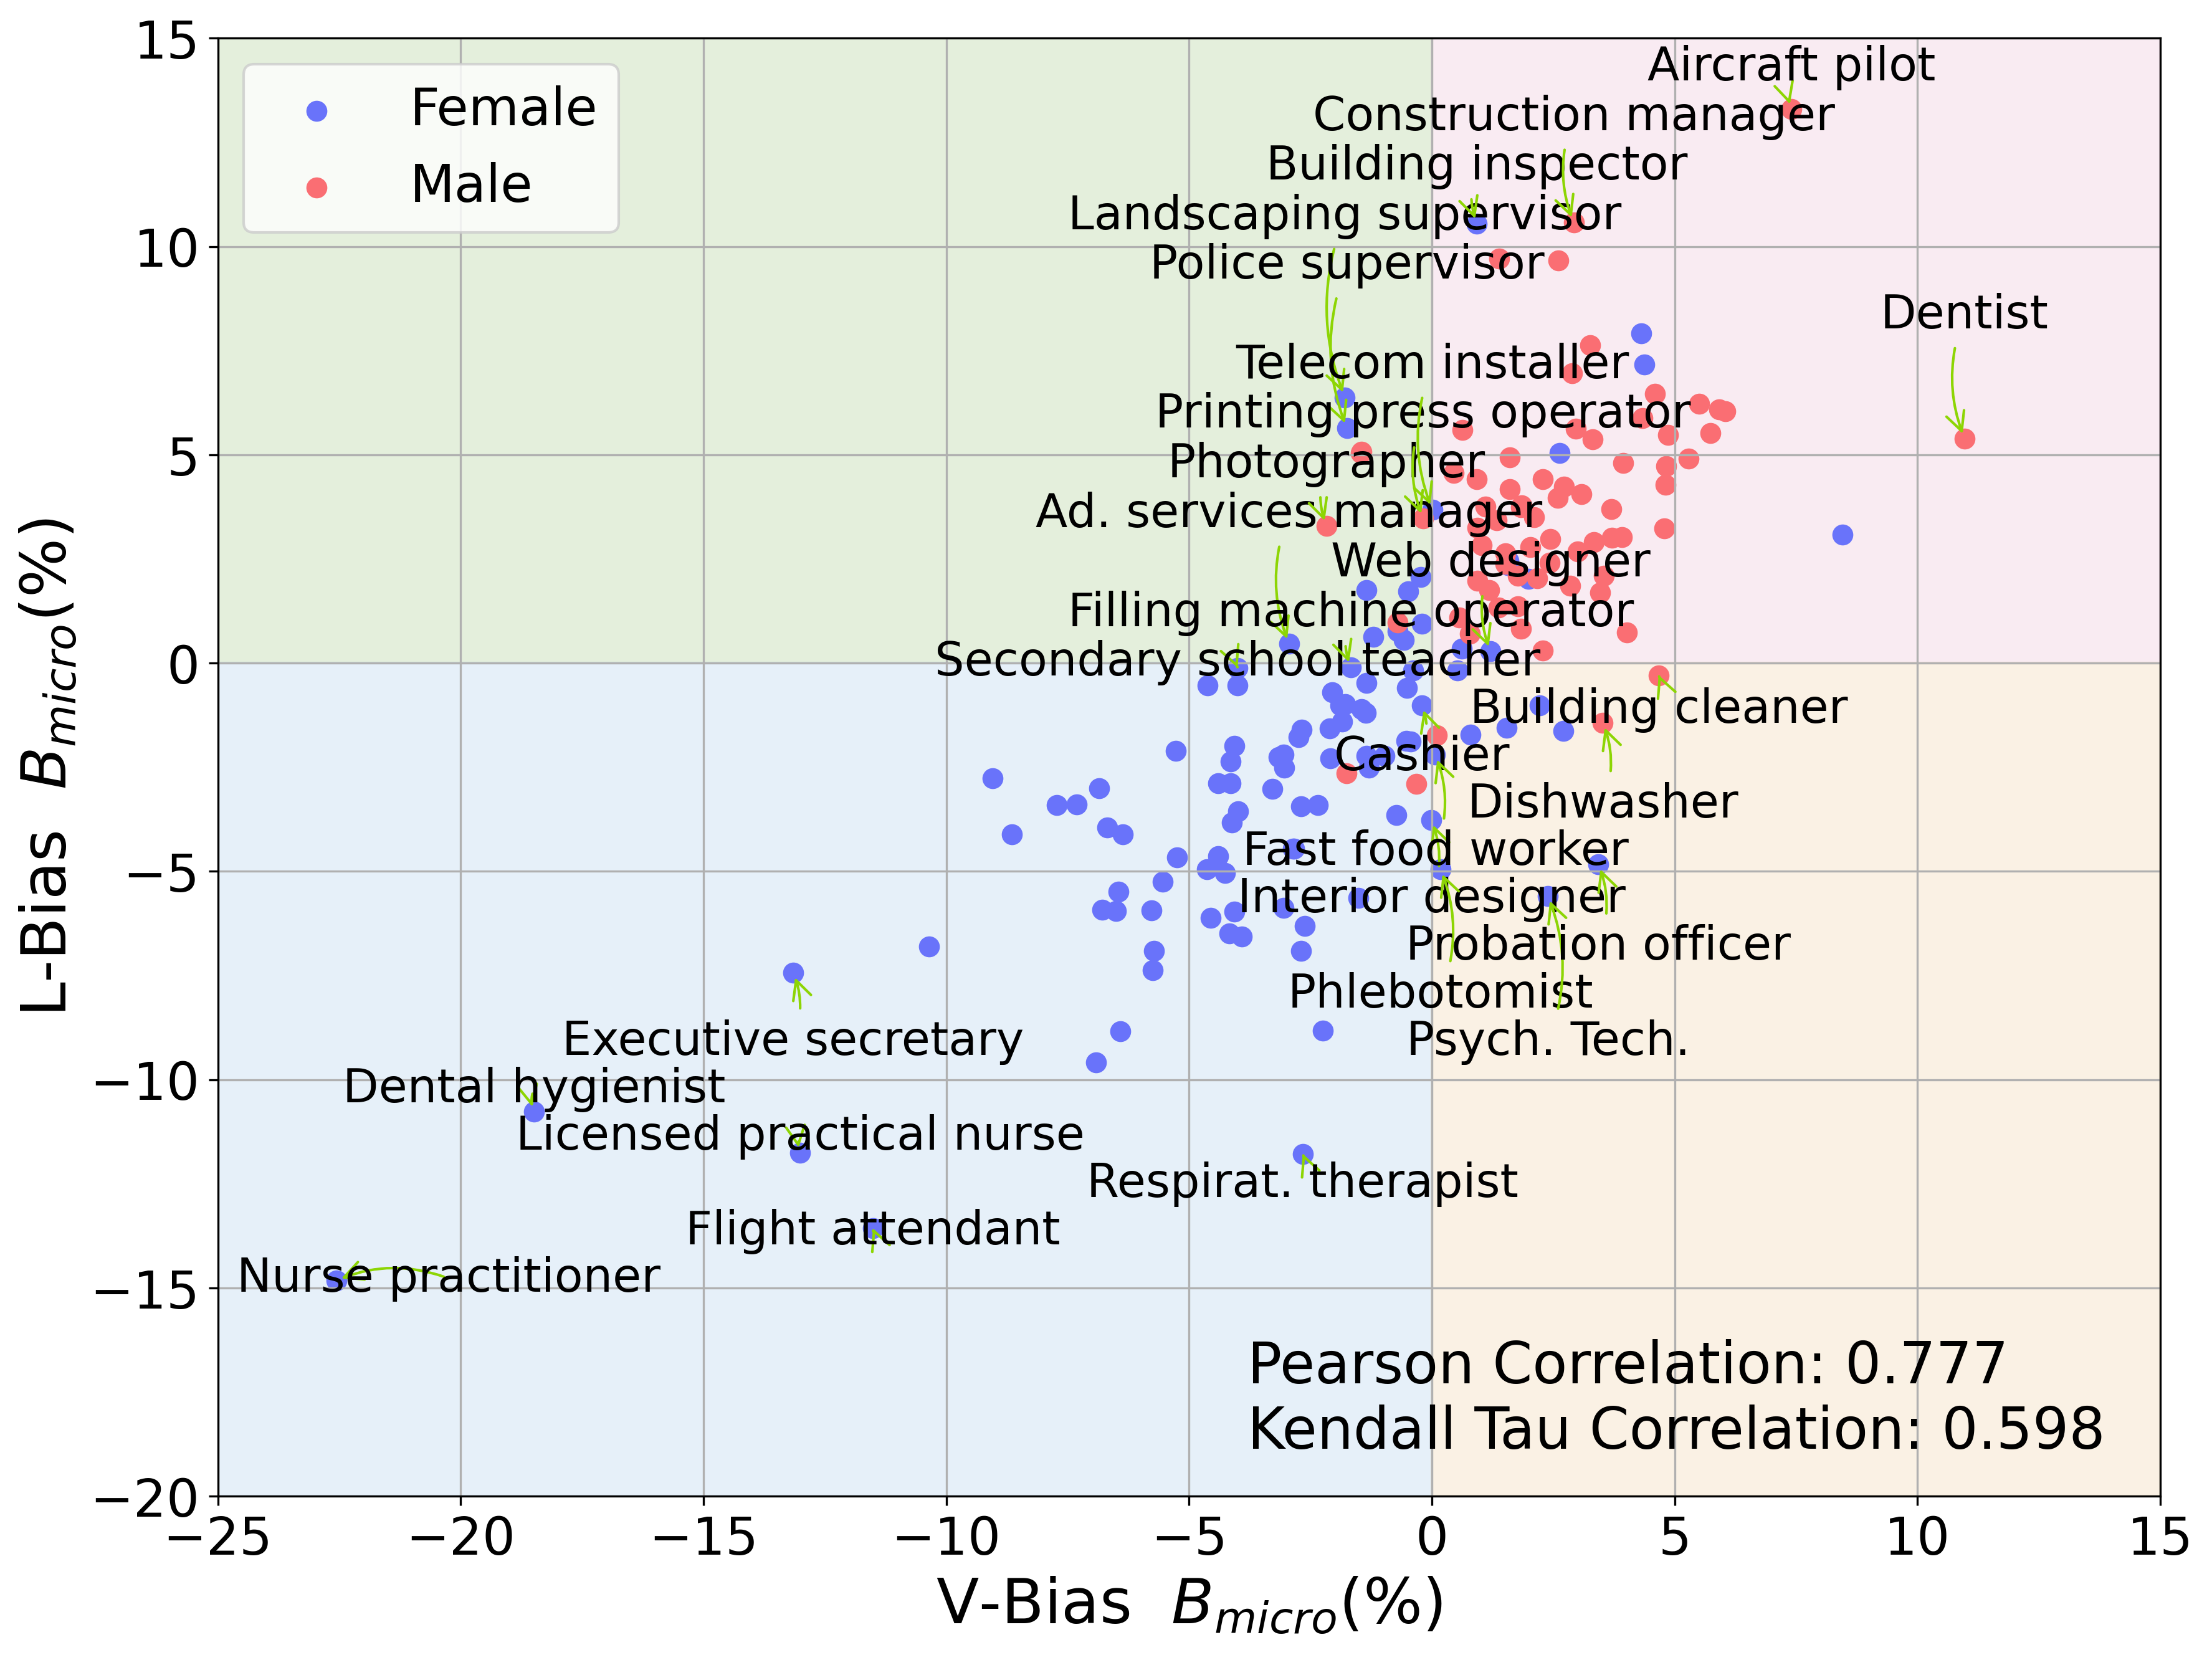 15
10
5
0
−5
−10
−15
−20
L-Bias B_micro(%)
Female
Male
Aircraft pilot
Construction manager
Building inspector
Landscaping supervisor
Police supervisor
Dentist
Telecom installer
Printing press operator
Photographer
Ad. services manager
Web designer
Filling machine operator
Secondary school teacher
Building cleaner
Cashier
Dishwasher
Fast food worker
Interior designer
Probation officer
Phlebotomist
Executive secretary
Psych. Tech.
Dental hygienist
Licensed practical nurse
Respirat. therapist
Flight attendant
Nurse practitioner
Pearson Correlation: 0.777
Kendall Tau Correlation: 0.598
−25 −20 −15 −10 −5 0 5 10 15
V-Bias B_micro(%)